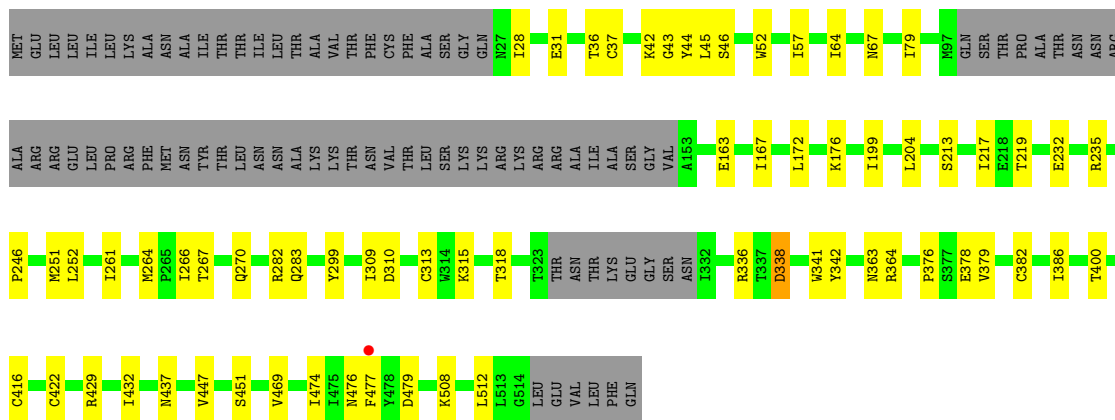 MET GLU LEU LEU ILE LEU LYS ALA ASN ALA ILE THR THR ILE LEU THR ALA VAL THR PHE CYS PHE ALA SER GLY GLN N27 I28 E31 T36 C37 K42 G43 Y44 L45 S46 W52 I57 I64 N67 I79 M97 GLN SER THR PRO ALA THR ASN ASN ARG
ALA ARG ARG GLU LEU PRO ARG PHE MET ASN TYR THR LEU ASN ASN ALA LYS LYS THR ASN VAL THR LEU SER LYS LYS ARG LYS ARG ARG ALA ILE ALA SER GLY VAL A153 E163 I167 L172 K176 I199 L204 S213 I217 E218 T219 E232 R235
P246 M251 L252 I261 M264 P265 I266 T267 Q270 R282 Q283 Y299 I309 D310 C313 W314 K315 T318 T323 THR ASN THR LYS GLU GLY SER ASN I332 R336 T337 D338 W341 Y342 N363 R384 P376 S377 E378 V379 C382 I386 T400
C416 C422 R429 I432 N437 V447 S451 V469 I474 I475 N476 F477 Y478 D479 K508 L512 L513 G514 LEU GLU VAL LEU PHE GLN